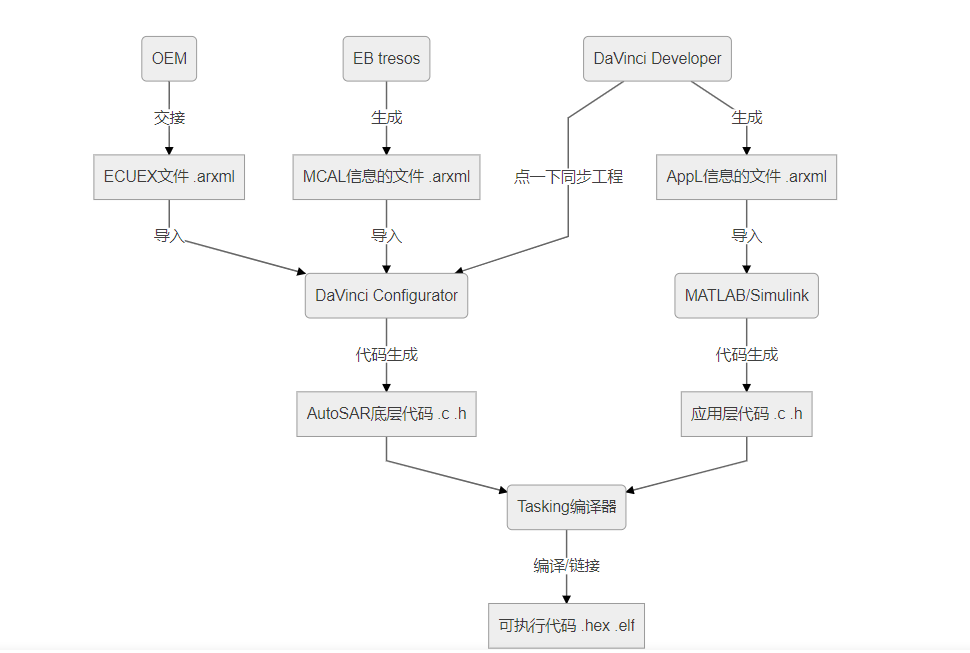 OEM
EB tresos
DaVinci Developer
交接
生成
生成
ECUEX文件 .arxml
MCAL信息的文件 .arxml
点一下同步工程
AppL信息的文件 .arxml
导入
导入
导入
DaVinci Configurator
MATLAB/Simulink
代码生成
代码生成
AutoSAR底层代码 .c .h
应用层代码 .c .h
Tasking编译器
编译/链接
可执行代码 .hex .elf